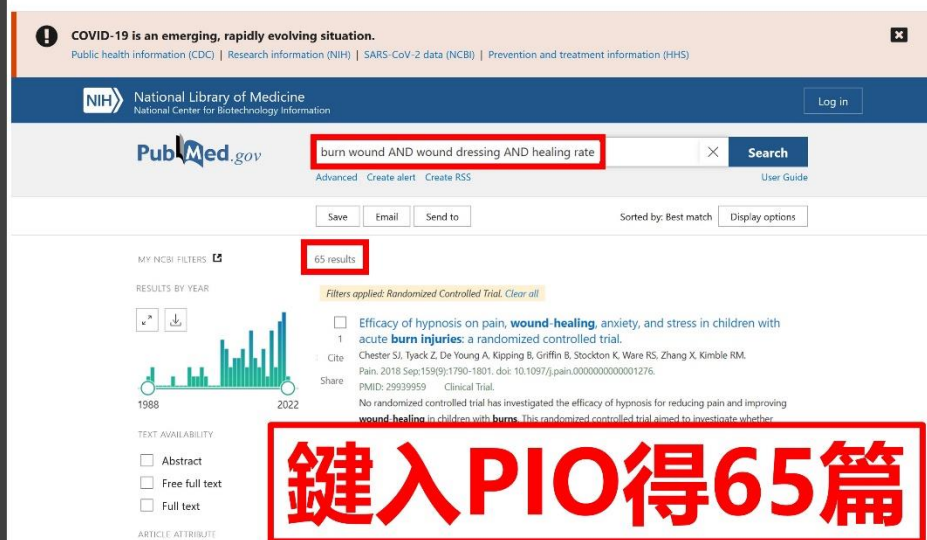 COVID-19 is an emerging, rapidly evolving situation.
Public health information (CDC) | Research information (NIH) | SARS-CoV-2 data (NCBI) | Prevention and treatment information (HHS)
NIH National Library of Medicine
National Center for Biotechnology Information
Log in
PubMed.gov
burn wound AND wound dressing AND healing rate
Search
Advanced Create alert Create RSS
User Guide
Save Email Send to
Sorted by: Best match Display options
MY NCBI FILTERS
65 results
RESULTS BY YEAR
Filters applied: Randomized Controlled Trial. Clear all
Efficacy of hypnosis on pain, wound-healing, anxiety, and stress in children with
1 acute burn injuries: a randomized controlled trial.
Cite Chester SJ, Tyack Z, De Young A, Kipping B, Griffin B, Stockton K, Ware RS, Zhang X, Kimble RM.
Pain. 2018 Sep;159(9):1790-1801. doi: 10.1097/j.pain.0000000000001276.
Share PMID: 29939959 Clinical Trial.
No randomized controlled trial has investigated the efficacy of hypnosis for reducing pain and improving
wound-healing in children with burns. This randomized controlled trial aimed to investigate whether
1988 2022
TEXT AVAILABILITY
Abstract
Free full text
Full text
ARTICLE ATTRIBUTE
鍵入PIO得65篇